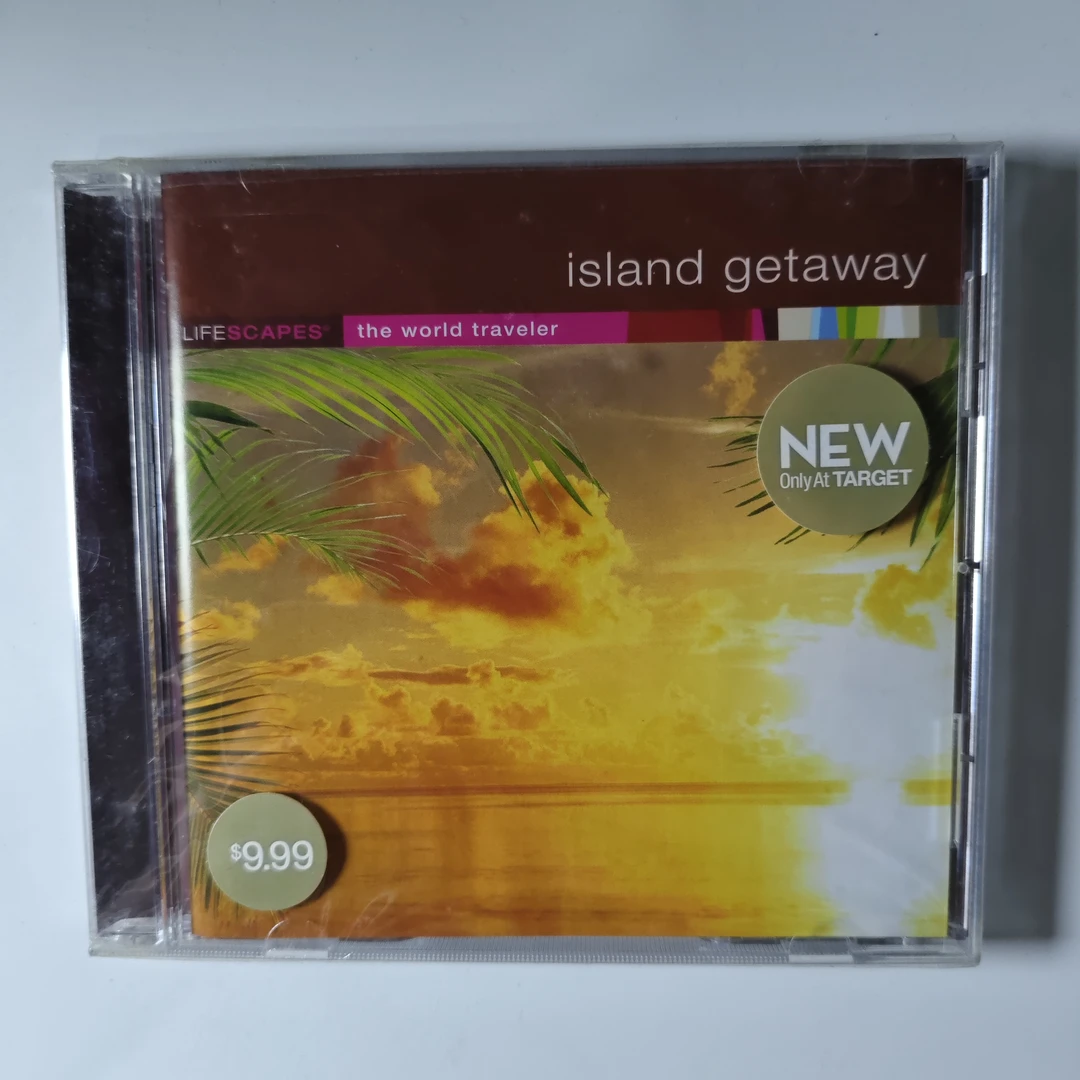 island getaway
LIFESCAPES® the world traveler
NEW
Only At TARGET
$9.99